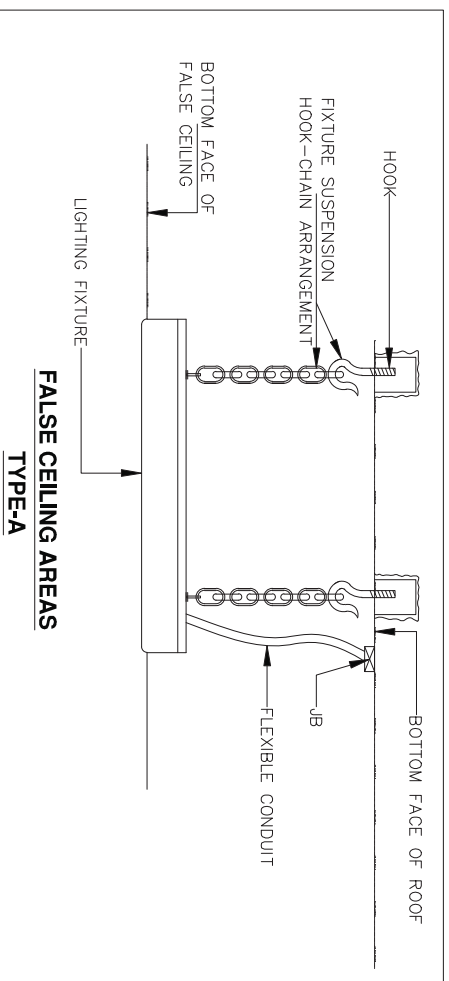 HOOK
FIXTURE SUSPENSION
HOOK-CHAIN ARRANGEMENT
BOTTOM FACE OF
FALSE CEILING
LIGHTING FIXTURE
BOTTOM FACE OF ROOF
JB
FLEXIBLE CONDUIT
FALSE CEILING AREAS
TYPE-A